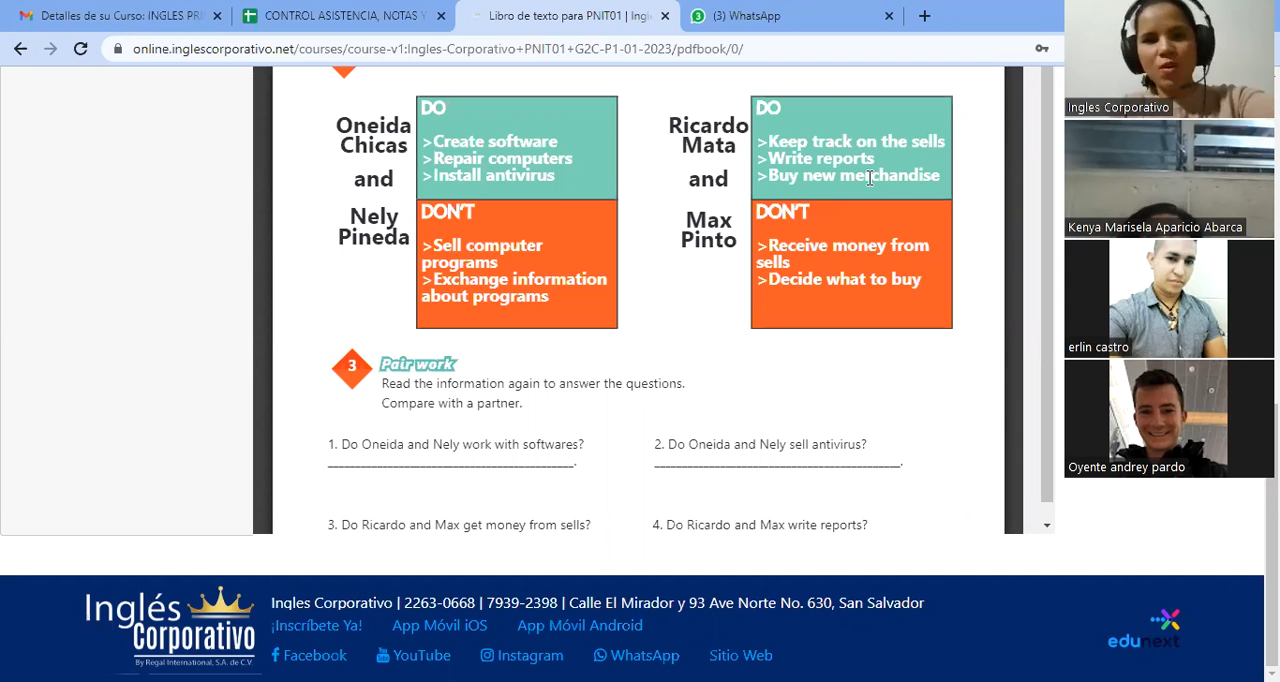 Detalles de su Curso: INGLES PRI
CONTROL ASISTENCIA, NOTAS Y
Libro de texto para PNIT01 | Ingl
(3) WhatsApp
online.inglescorporativo.net/courses/course-v1:Ingles-Corporativo+PNIT01+G2C-P1-01-2023/pdfbook/0/
Oneida
Chicas
and
Nely
Pineda
DO
>Create software
>Repair computers
>Install antivirus
DON'T
>Sell computer
programs
>Exchange information
about programs
Ricardo
Mata
and
Max
Pinto
DO
>Keep track on the sells
>Write reports
>Buy new merchandise
DON'T
>Receive money from
sells
>Decide what to buy
3
Pair work
Read the information again to answer the questions.
Compare with a partner.
1. Do Oneida and Nely work with softwares?
2. Do Oneida and Nely sell antivirus?
3. Do Ricardo and Max get money from sells?
4. Do Ricardo and Max write reports?
Ingles Corporativo
Kenya Marisela Aparicio Abarca
erlin castro
Oyente andrey pardo
Inglés
Corporativo
By Regal International, S.A. de C.V.
Ingles Corporativo | 2263-0668 | 7939-2398 | Calle El Mirador y 93 Ave Norte No. 630, San Salvador
¡Inscríbete Ya! App Móvil iOS App Móvil Android
Facebook YouTube Instagram WhatsApp Sitio Web
edunext